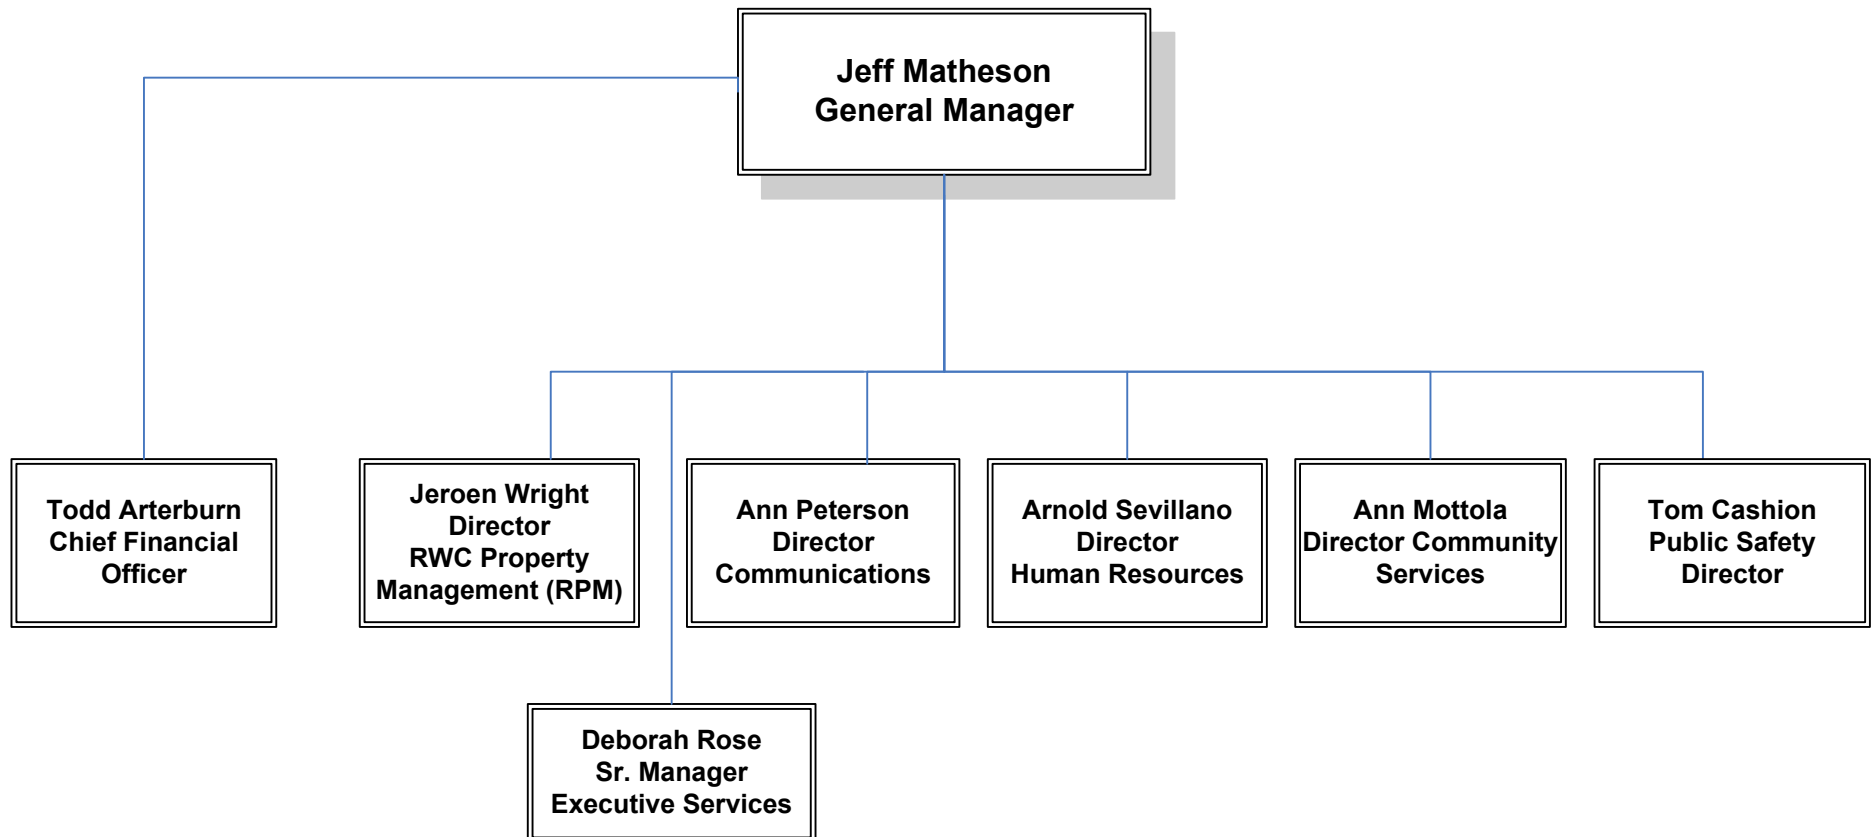 Jeff Matheson
General Manager
Todd Arterburn
Chief Financial
Officer
Jeroen Wright
Director
RWC Property
Management (RPM)
Ann Peterson
Director
Communications
Arnold Sevillano
Director
Human Resources
Ann Mottola
Director Community
Services
Tom Cashion
Public Safety
Director
Deborah Rose
Sr. Manager
Executive Services